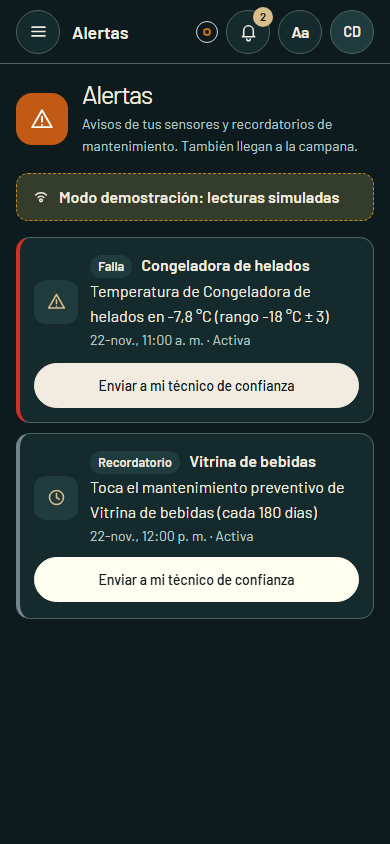 Alertas
2
Aa
CD
Alertas
Avisos de tus sensores y recordatorios de
mantenimiento. También llegan a la campana.
Modo demostración: lecturas simuladas
Falla Congeladora de helados
Temperatura de Congeladora de
helados en -7,8 °C (rango -18 °C ± 3)
22-nov., 11:00 a. m. · Activa
Enviar a mi técnico de confianza
Recordatorio Vitrina de bebidas
Toca el mantenimiento preventivo de
Vitrina de bebidas (cada 180 días)
22-nov., 12:00 p. m. · Activa
Enviar a mi técnico de confianza